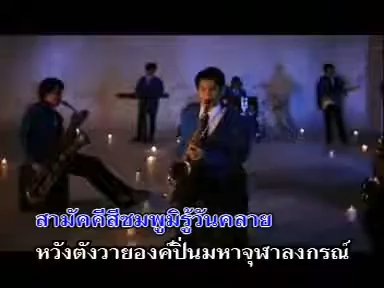 สามัคคีสีชมพูมิรู้วันคลาย
หวังตังวายองค์ปิ่นมหาจุฬาลงกรณ์